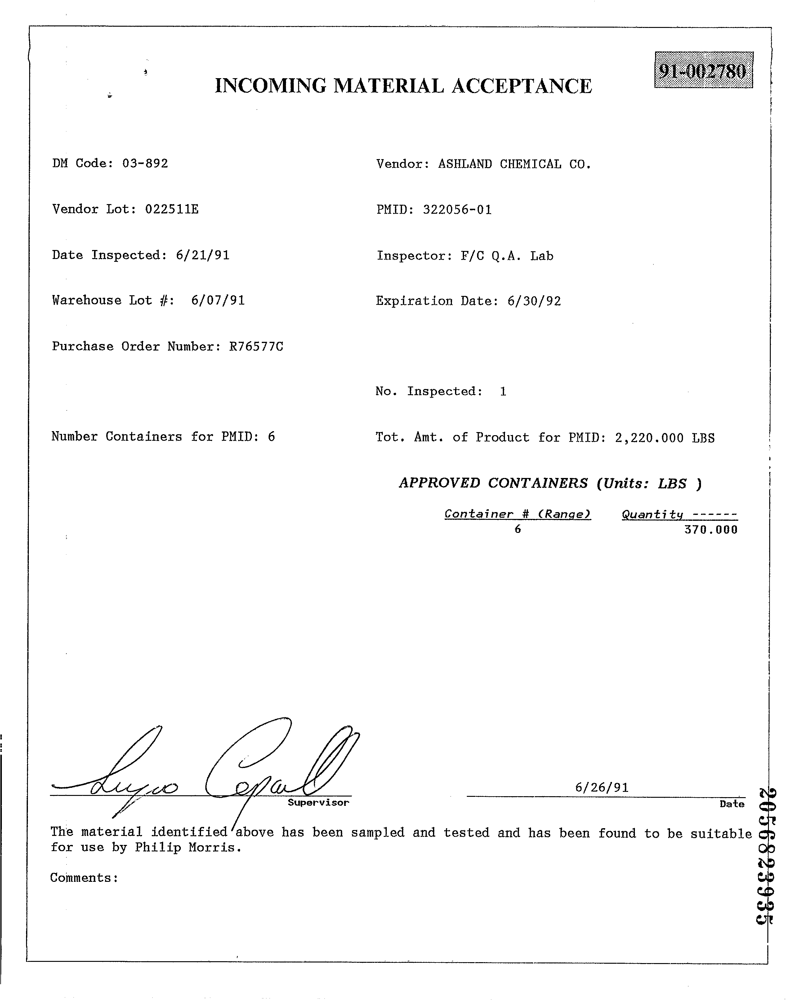 91-002780
INCOMING MATERIAL ACCEPTANCE
DM Code: 03-892 Vendor: ASHLAND CHEMICAL CO.
Vendor Lot: 022511E PMID: 322056-01
Date Inspected: 6/21/91 Inspector: F/C Q.A. Lab
Warehouse Lot #: 6/07/91 Expiration Date: 6/30/92
Purchase Order Number: R76577C
No. Inspected: 1
Number Containers for PMID: 6 Tot. Amt. of Product for PMID: 2,220.000 LBS
APPROVED CONTAINERS (Units: LBS )
Container # (Range) Quantity ------
6 370.000
6/26/91
Supervisor Date
The material identified above has been sampled and tested and has been found to be suitable
for use by Philip Morris.
Comments:
2056823935